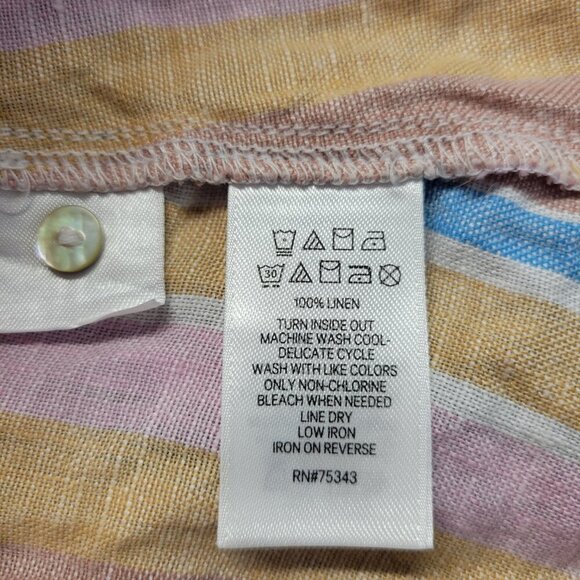 30
100% LINEN
TURN INSIDE OUT
MACHINE WASH COOL-
DELICATE CYCLE
WASH WITH LIKE COLORS
ONLY NON-CHLORINE
BLEACH WHEN NEEDED
LINE DRY
LOW IRON
IRON ON REVERSE
RN#75343